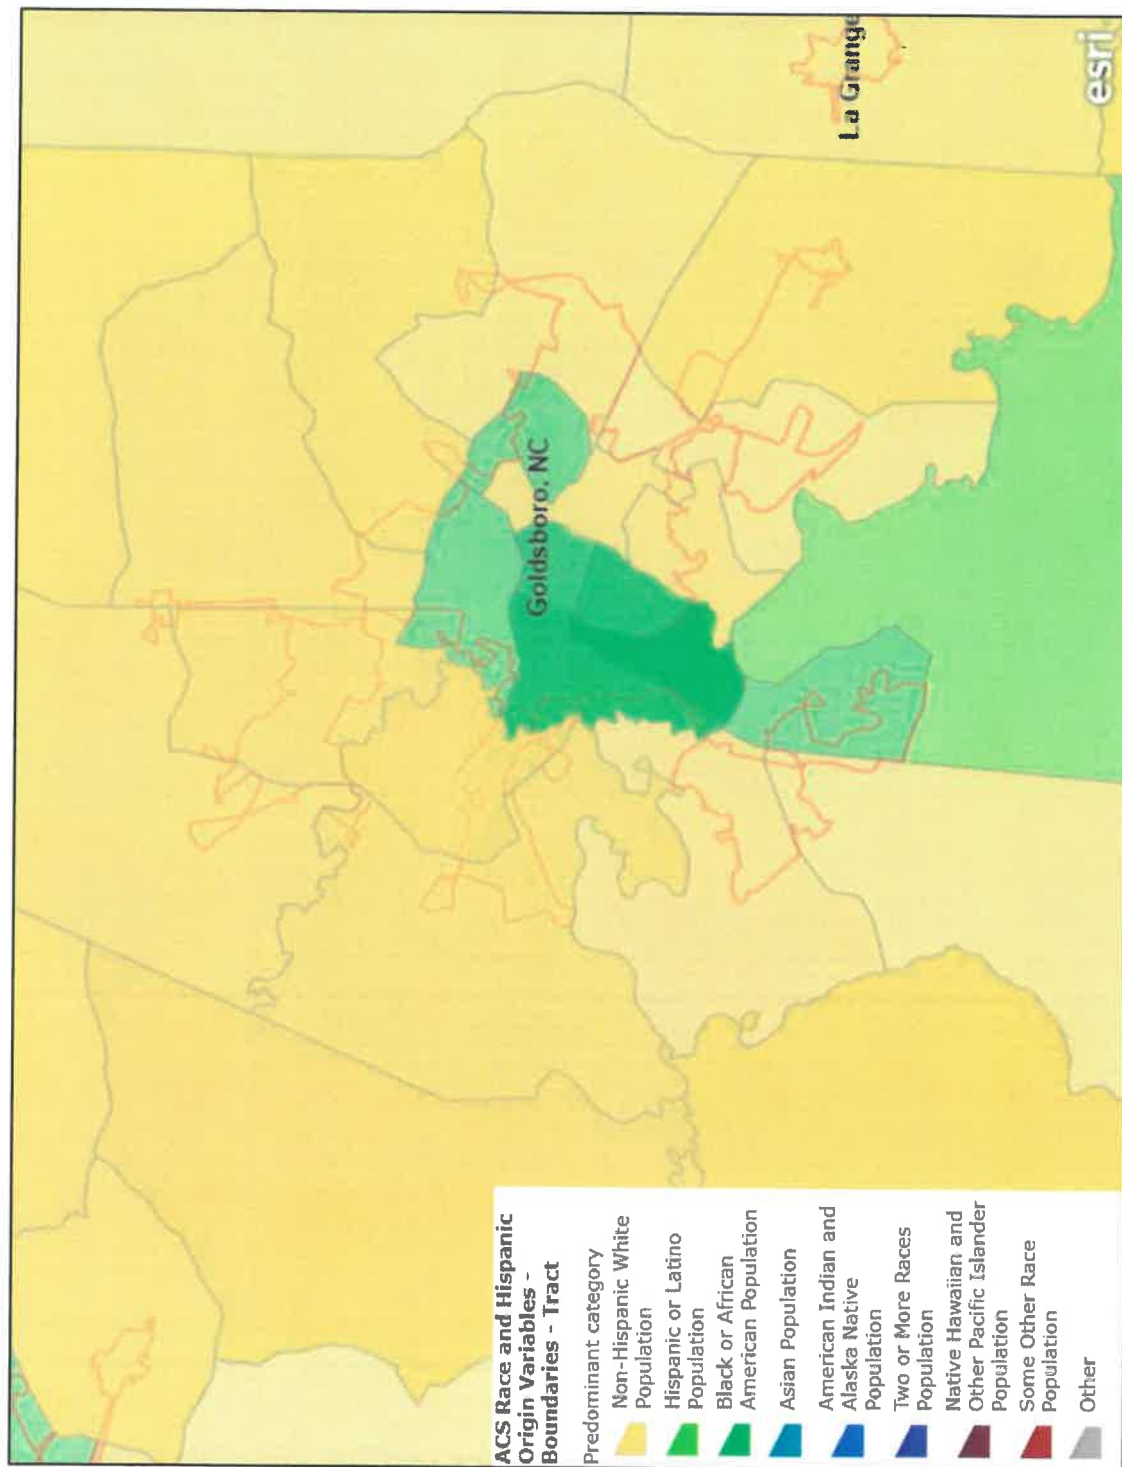 La Grange
esri
Goldsboro, NC
ACS Race and Hispanic
Origin Variables -
Boundaries - Tract
Predominant category
Non-Hispanic White
Population
Hispanic or Latino
Population
Black or African
American Population
Asian Population
American Indian and
Alaska Native
Population
Two or More Races
Population
Native Hawaiian and
Other Pacific Islander
Population
Some Other Race
Population
Other